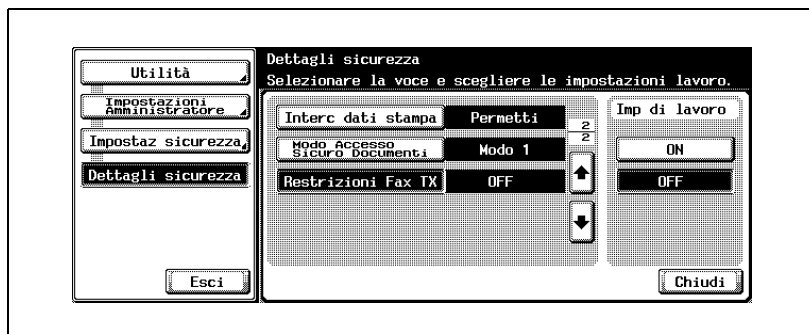 Utilità
Impostazioni
Amministratore
Impostaz sicurezza
Dettagli sicurezza
Esci
Dettagli sicurezza
Selezionare la voce e scegliere le impostazioni lavoro.
Interc dati stampa Permetti
Modo Accesso
Sicuro Documenti Modo 1
Restrizioni Fax TX OFF
2
2
Imp di lavoro
ON
OFF
Chiudi